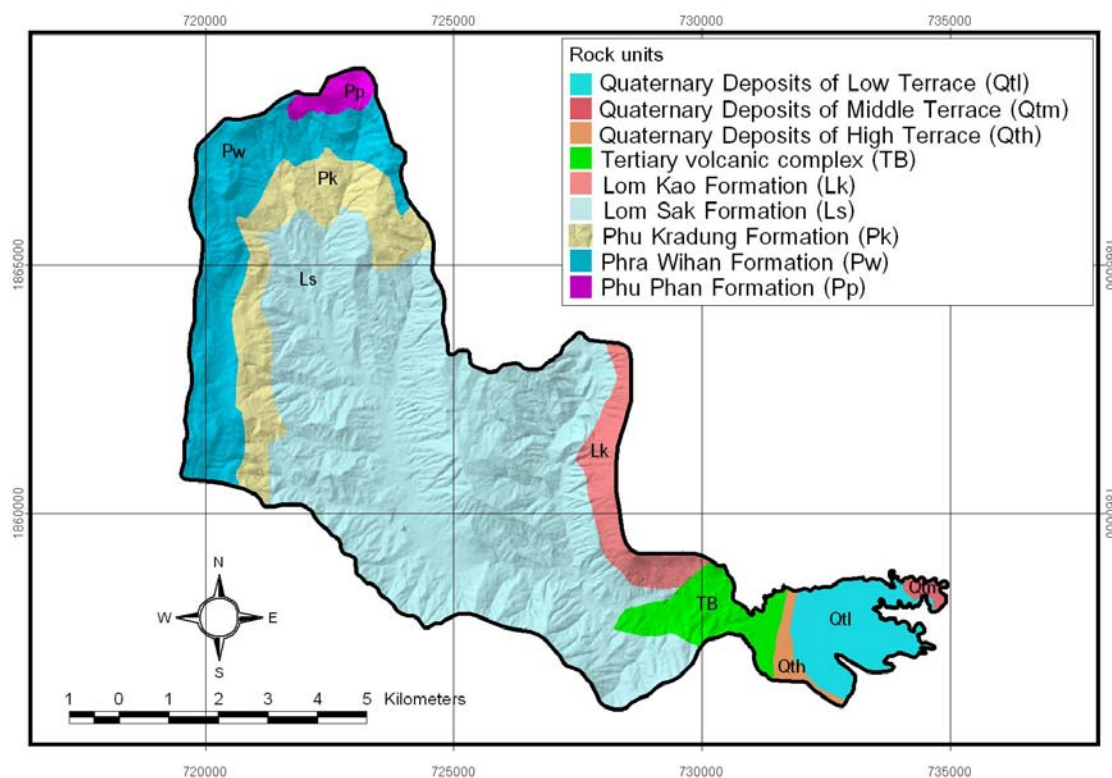 720000 725000 730000 735000
Rock units
Quaternary Deposits of Low Terrace (Qtl)
Quaternary Deposits of Middle Terrace (Qtm)
Quaternary Deposits of High Terrace (Qth)
Tertiary volcanic complex (TB)
Lom Kao Formation (Lk)
Lom Sak Formation (Ls)
Phu Kradung Formation (Pk)
Phra Wihan Formation (Pw)
Phu Phan Formation (Pp)
Pp
Pw
Pk
1865000
1865000
Ls
Lk
1860000
1860000
Qtm
TB
Qtl
Qth
N
W E
S
1 0 1 2 3 4 5 Kilometers
720000 725000 730000 735000